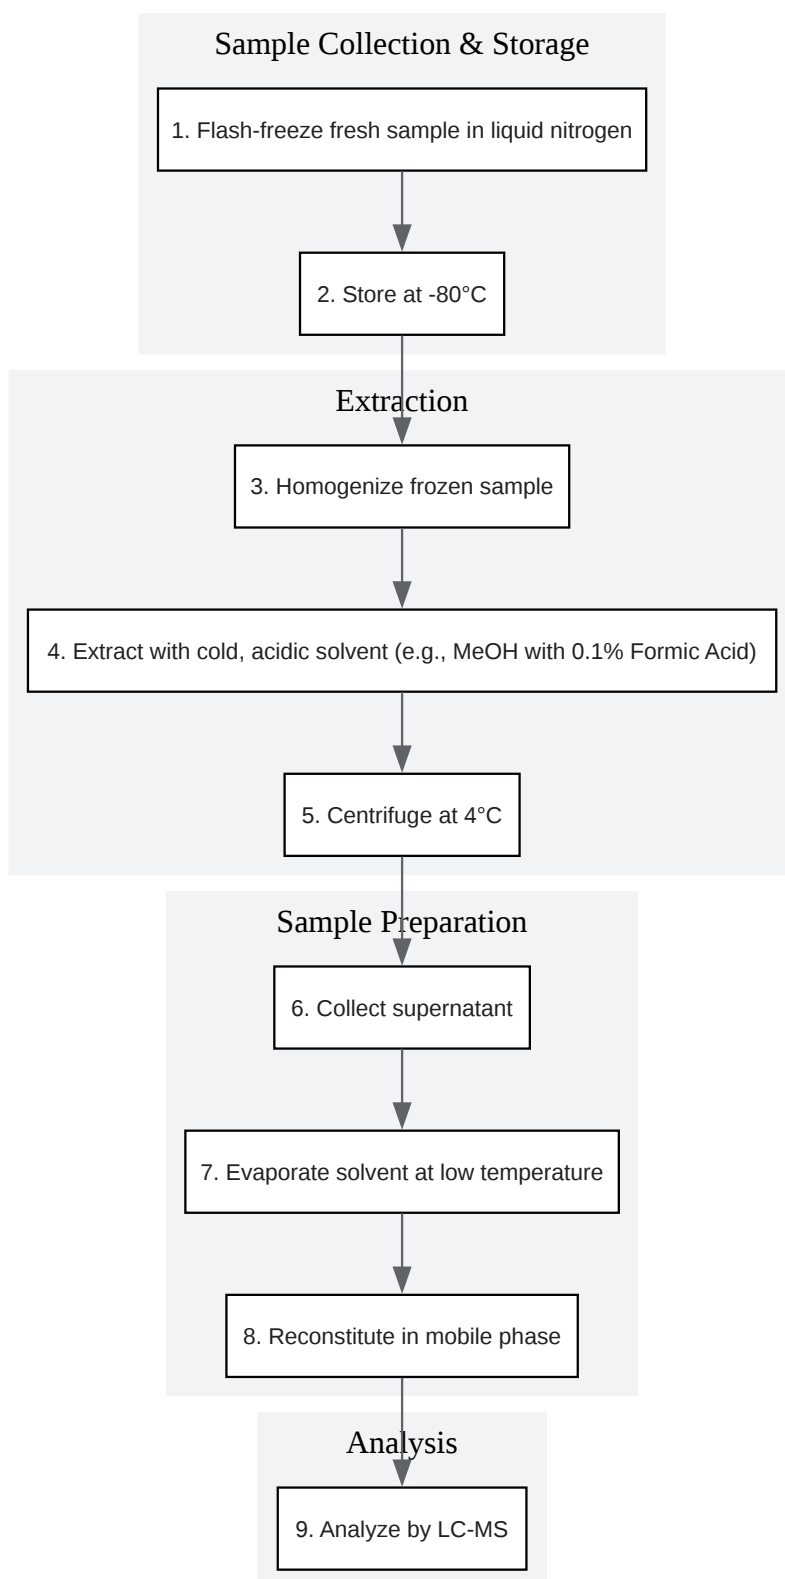 Sample Collection & Storage
1. Flash-freeze fresh sample in liquid nitrogen
2. Store at -80°C
Extraction
3. Homogenize frozen sample
4. Extract with cold, acidic solvent (e.g., MeOH with 0.1% Formic Acid)
5. Centrifuge at 4°C
Sample Preparation
6. Collect supernatant
7. Evaporate solvent at low temperature
8. Reconstitute in mobile phase
Analysis
9. Analyze by LC-MS